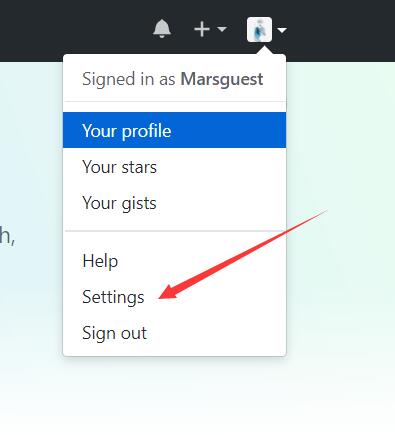 Signed in as Marsguest
Your profile
Your stars
Your gists
h,
Help
Settings
Sign out